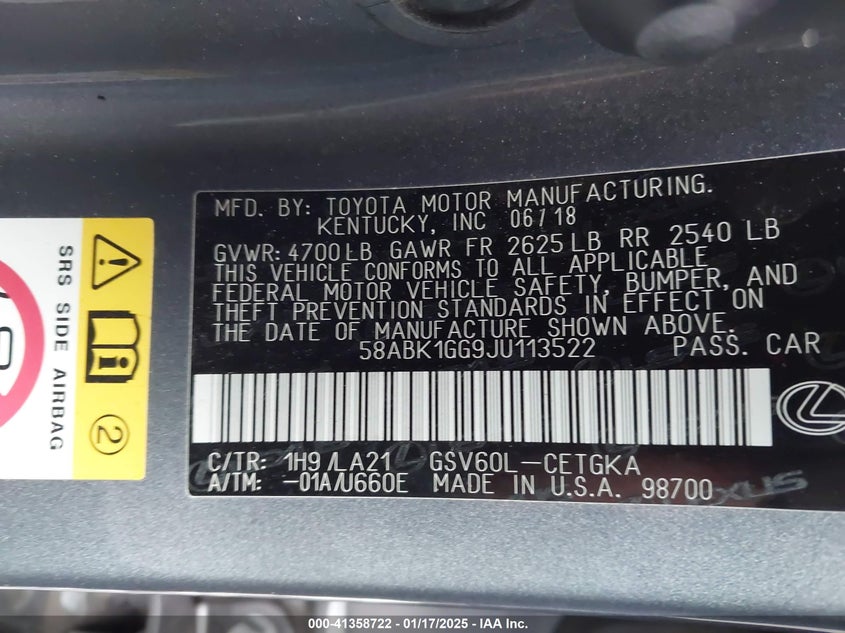 MFD. BY: TOYOTA MOTOR MANUFACTURING.
KENTUCKY, INC 06/18
GVWR: 4700LB GAWR FR 2625LB RR 2540 LB
THIS VEHICLE CONFORMS TO ALL APPLICABLE
FEDERAL MOTOR VEHICLE SAFETY, BUMPER, AND
THEFT PREVENTION STANDARDS IN EFFECT ON
THE DATE OF MANUFACTURE SHOWN ABOVE.
58ABK1GG9JU113522 PASS. CAR
C/TR: 1H9/LA21 GSV60L-CETGKA
A/TM: -01A/U660E MADE IN U.S.A. 98700
SRS SIDE AIRBAG
2
000-41358722 - 01/17/2025 - IAA Inc.